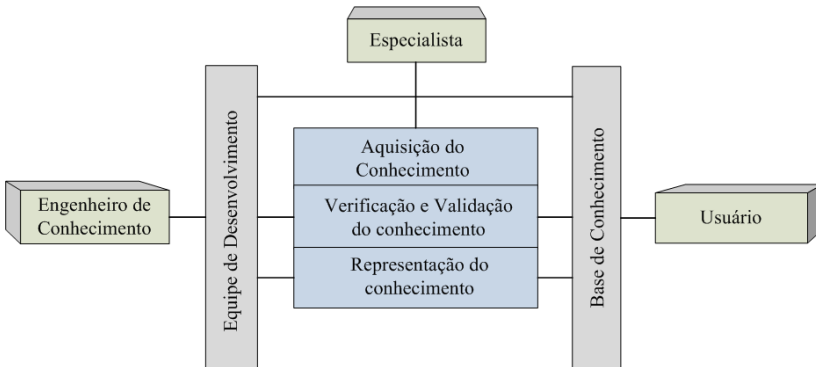 Especialista
Equipe de Desenvolvimento
Base de Conhecimento
Aquisição do
Conhecimento
Engenheiro de
Conhecimento
Verificação e Validação
do conhecimento
Usuário
Representação do
conhecimento